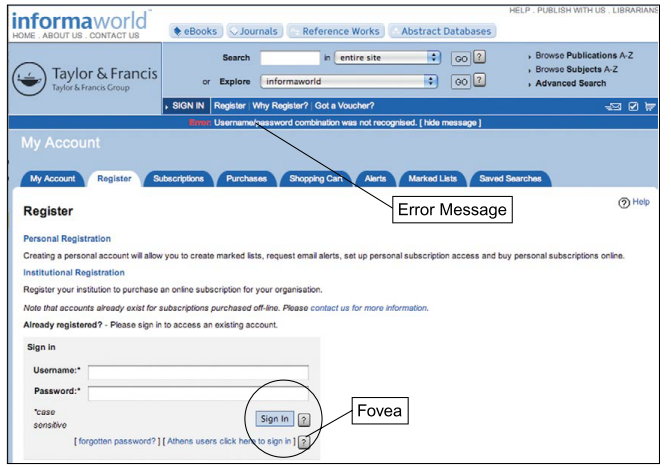 informaworld™
HELP . PUBLISH WITH US . LIBRARIANS
HOME . ABOUT US . CONTACT US
eBooks Journals Reference Works Abstract Databases
Search in entire site GO ?
or Explore informaworld GO ?
› Browse Publications A-Z
› Browse Subjects A-Z
› Advanced Search
Taylor & Francis
Taylor & Francis Group
› SIGN IN Register | Why Register? | Got a Voucher?
Error: Username/password combination was not recognised. [ hide message ]
My Account
My Account Register Subscriptions Purchases Shopping Cart Alerts Marked Lists Saved Searches
Error Message
Register
? Help
Personal Registration
Creating a personal account will allow you to create marked lists, request email alerts, set up personal subscription access and buy personal subscriptions online.
Institutional Registration
Register your institution to purchase an online subscription for your organisation.
Note that accounts already exist for subscriptions purchased off-line. Please contact us for more information.
Already registered? - Please sign in to access an existing account.
Sign in
Username:*
Password:*
*case
sensitive
Sign In ?
Fovea
[ forgotten password? ] [ Athens users click here to sign in ] ?